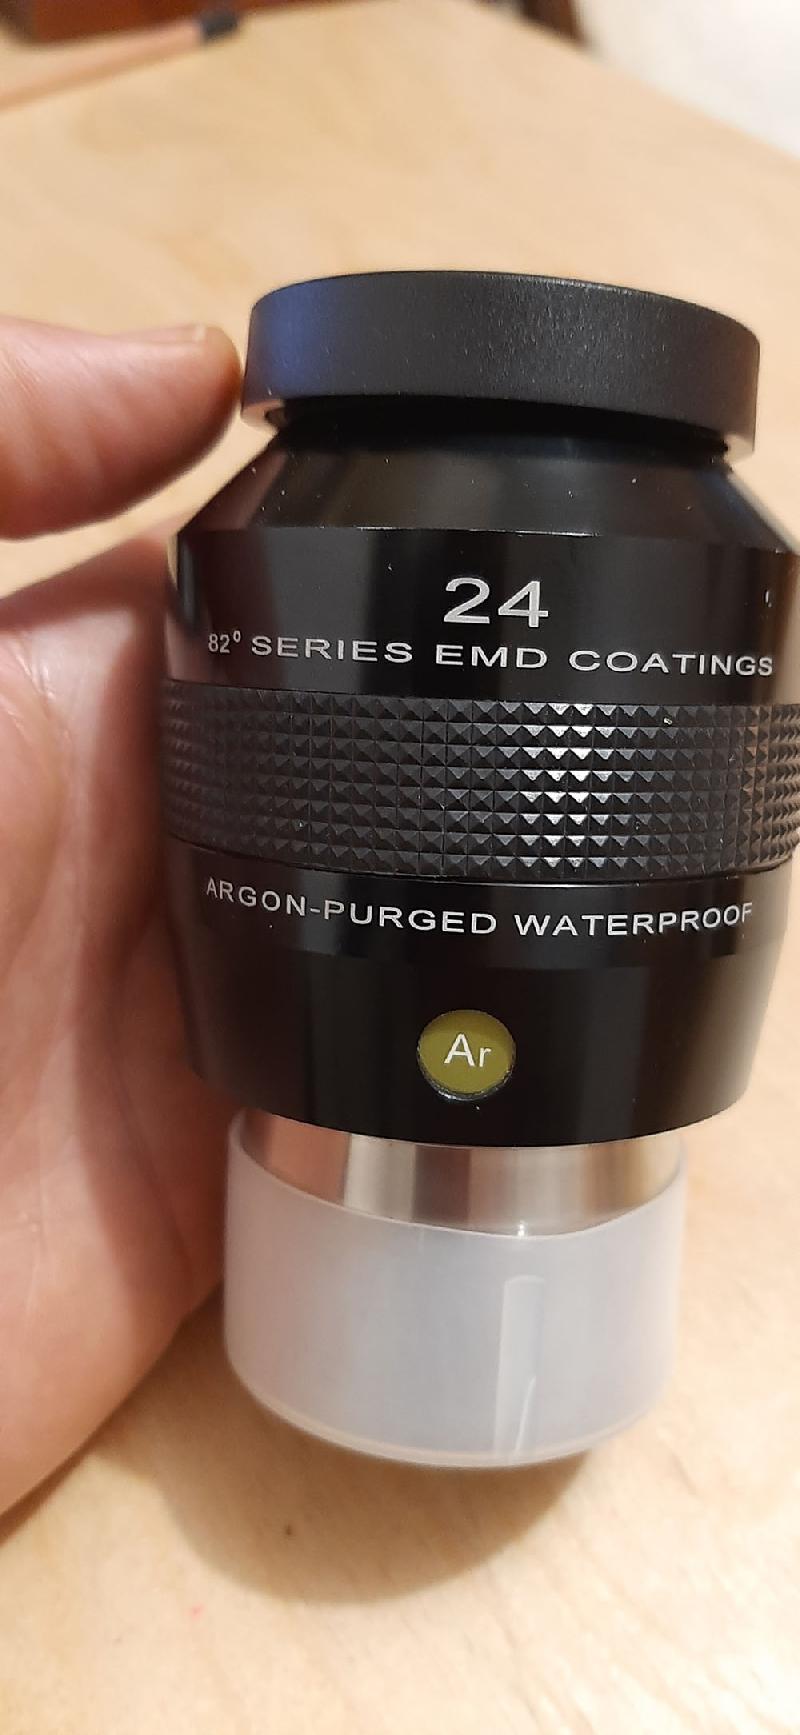 24
82° SERIES EMD COATINGS
ARGON-PURGED WATERPROOF
Ar